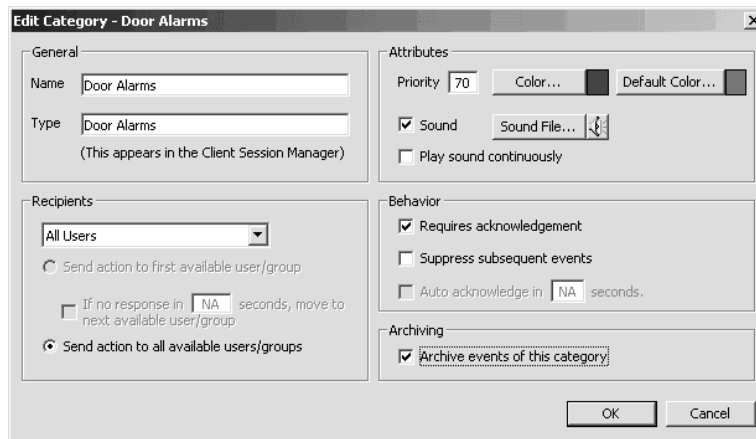 Edit Category - Door Alarms
General
Name Door Alarms
Type Door Alarms
(This appears in the Client Session Manager)
Attributes
Priority 70 Color... Default Color...
Sound Sound File...
Play sound continuously
Recipients
All Users
Send action to first available user/group
If no response in NA seconds, move to
next available user/group
Send action to all available users/groups
Behavior
Requires acknowledgement
Suppress subsequent events
Auto acknowledge in NA seconds.
Archiving
Archive events of this category
OK Cancel